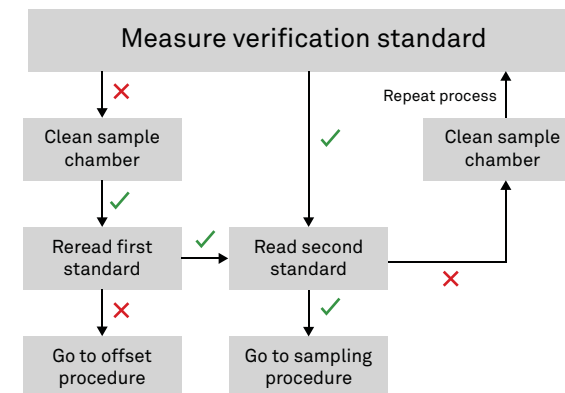 Measure verification standard
Repeat process
Clean sample
chamber
Clean sample
chamber
Reread first
standard
Read second
standard
Go to offset
procedure
Go to sampling
procedure